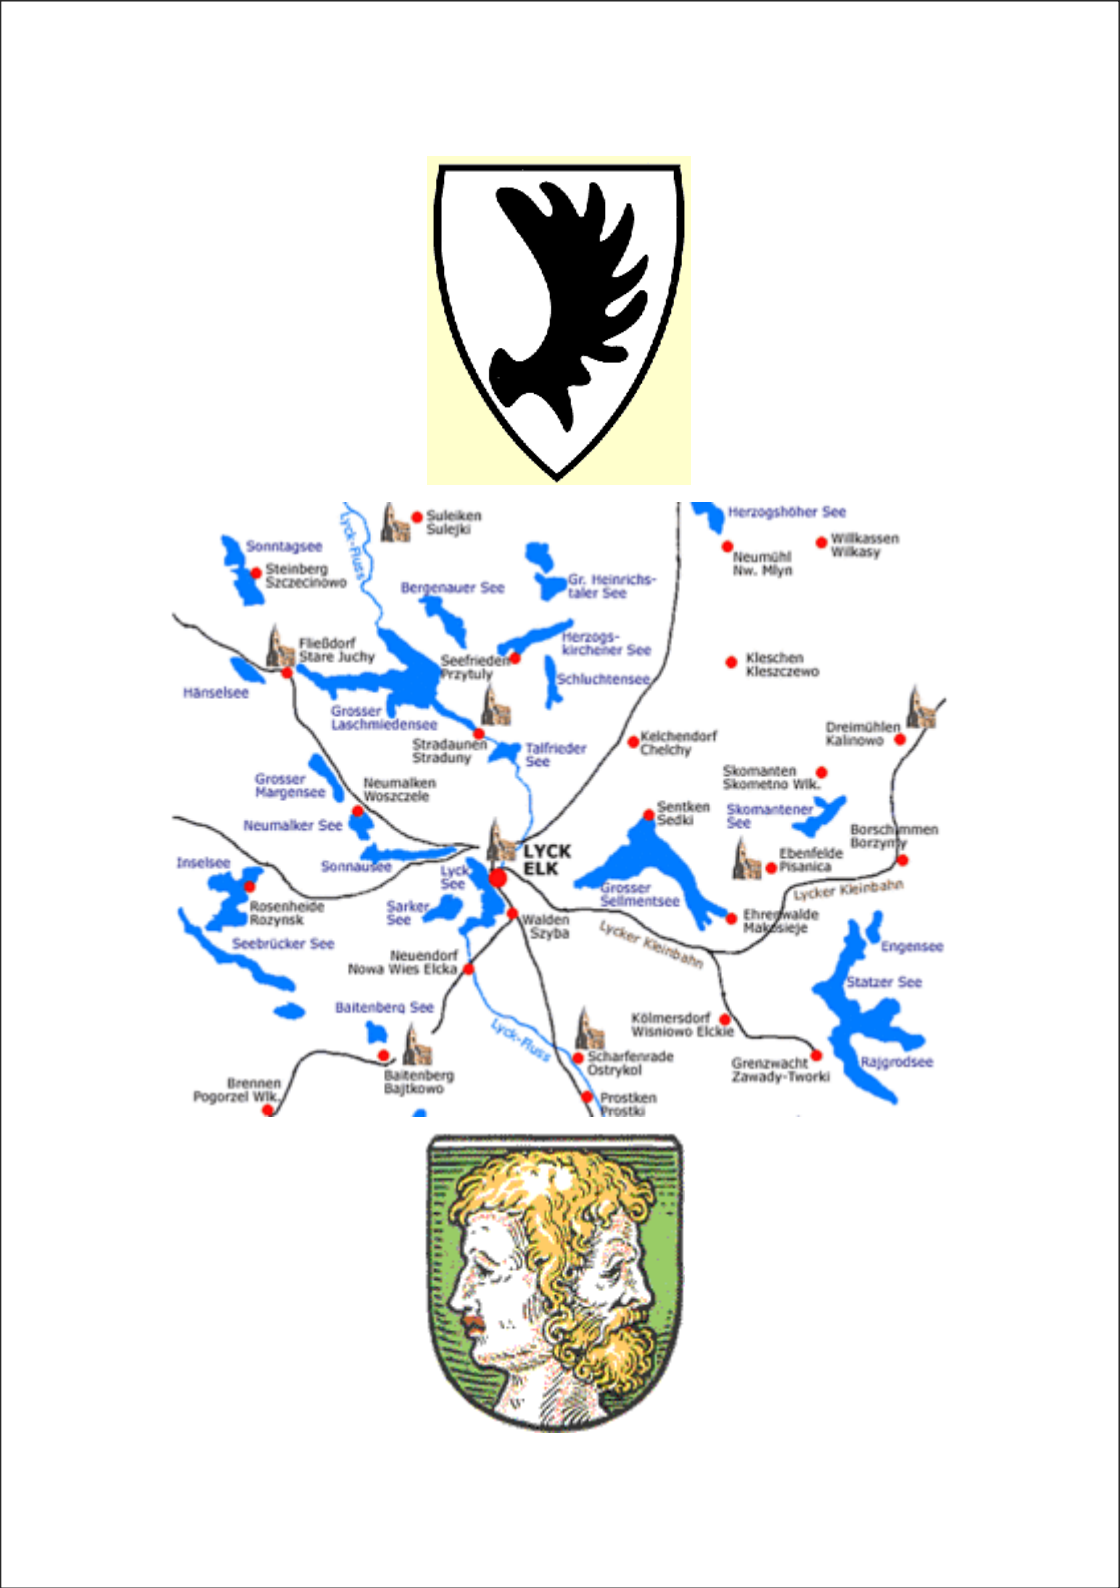 Suleiken
Sulejki
Herzogshöher See
Willkassen
Wilkasy
Neumühl
Nw. Mlyn
Lyck-Fluss
Sonntagsee
Steinberg
Szczecinowo
Bergenauer See
Gr. Heinrichs-
taler See
Fließdorf
Stare Juchy
Herzogs-
kirchener See
Seefrieden
Przytuly
Kleschen
Kleszczewo
Hänselsee
Schluchtensee
Grosser
Laschmiedensee
Stradaunen
Straduny
Talfrieder
See
Kelchendorf
Chelchy
Dreimühlen
Kalinowo
Grosser
Margensee
Neumalken
Woszczele
Skomanten
Skometno Wlk.
Neumalker See
Sentken
Sedki
Skomantener
See
Borschimmen
Borzymy
Inselsee
Sonnausee
LYCK
ELK
Lyck
See
Ebenfelde
Pisanica
Lycker Kleinbahn
Rosenheide
Rozynsk
Sarker
See
Grosser
Sellmentsee
Ehrenwalde
Makosieje
Walden
Szyba
Seebrücker See
Lycker Kleinbahn
Engensee
Neuendorf
Nowa Wies Elcka
Statzer See
Baitenberg See
Lyck-Fluss
Kölmersdorf
Wisniowo Elckie
Scharfenrade
Ostrykol
Grenzwacht
Zawady-Tworki
Rajgrodsee
Baitenberg
Bajtkowo
Brennen
Pogorzel Wlk.
Prostken
Prostki